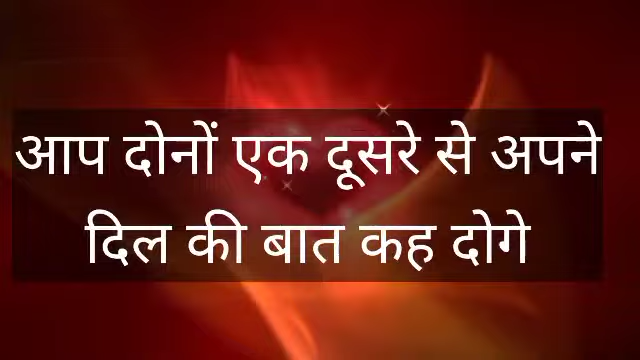 आप दोनों एक दूसरे से अपने
दिल की बात कह दोगे